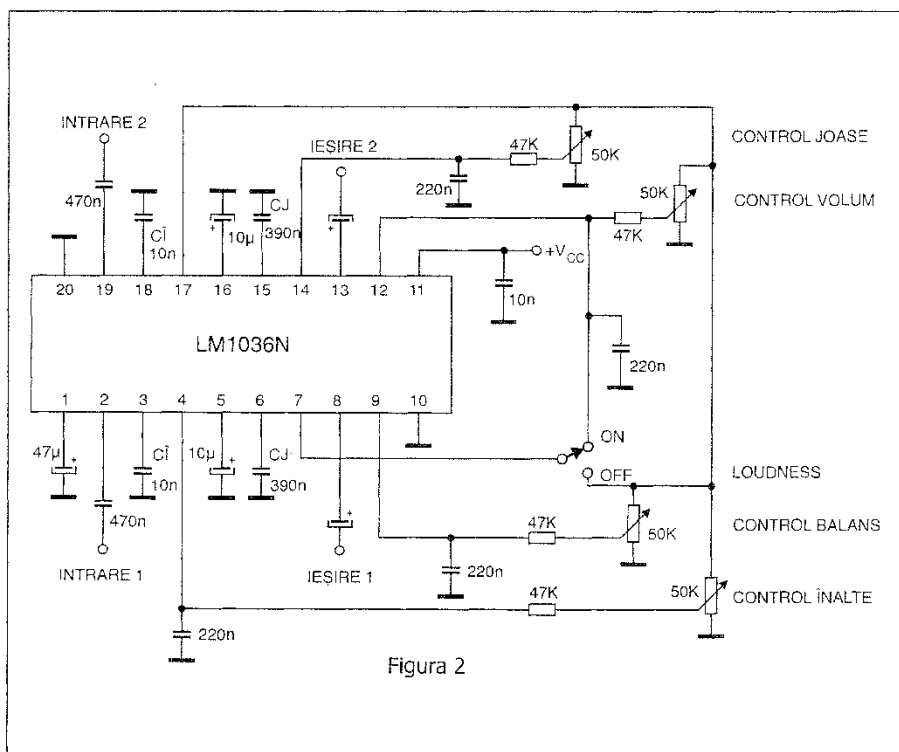 INTRARE 2
470n
CÎ
10n
10µ
CJ
390n
IEȘIRE 2
220n
47K
50K
CONTROL JOASE
50K
47K
CONTROL VOLUM
+VCC
10n
20 19 18 17 16 15 14 13 12 11
LM1036N
220n
1 2 3 4 5 6 7 8 9 10
47µ
CÎ
10n
10µ
CJ
390n
ON
OFF
LOUDNESS
470n
47K
50K
CONTROL BALANS
INTRARE 1
IEȘIRE 1
220n
47K
50K
CONTROL ÎNALTE
220n
Figura 2